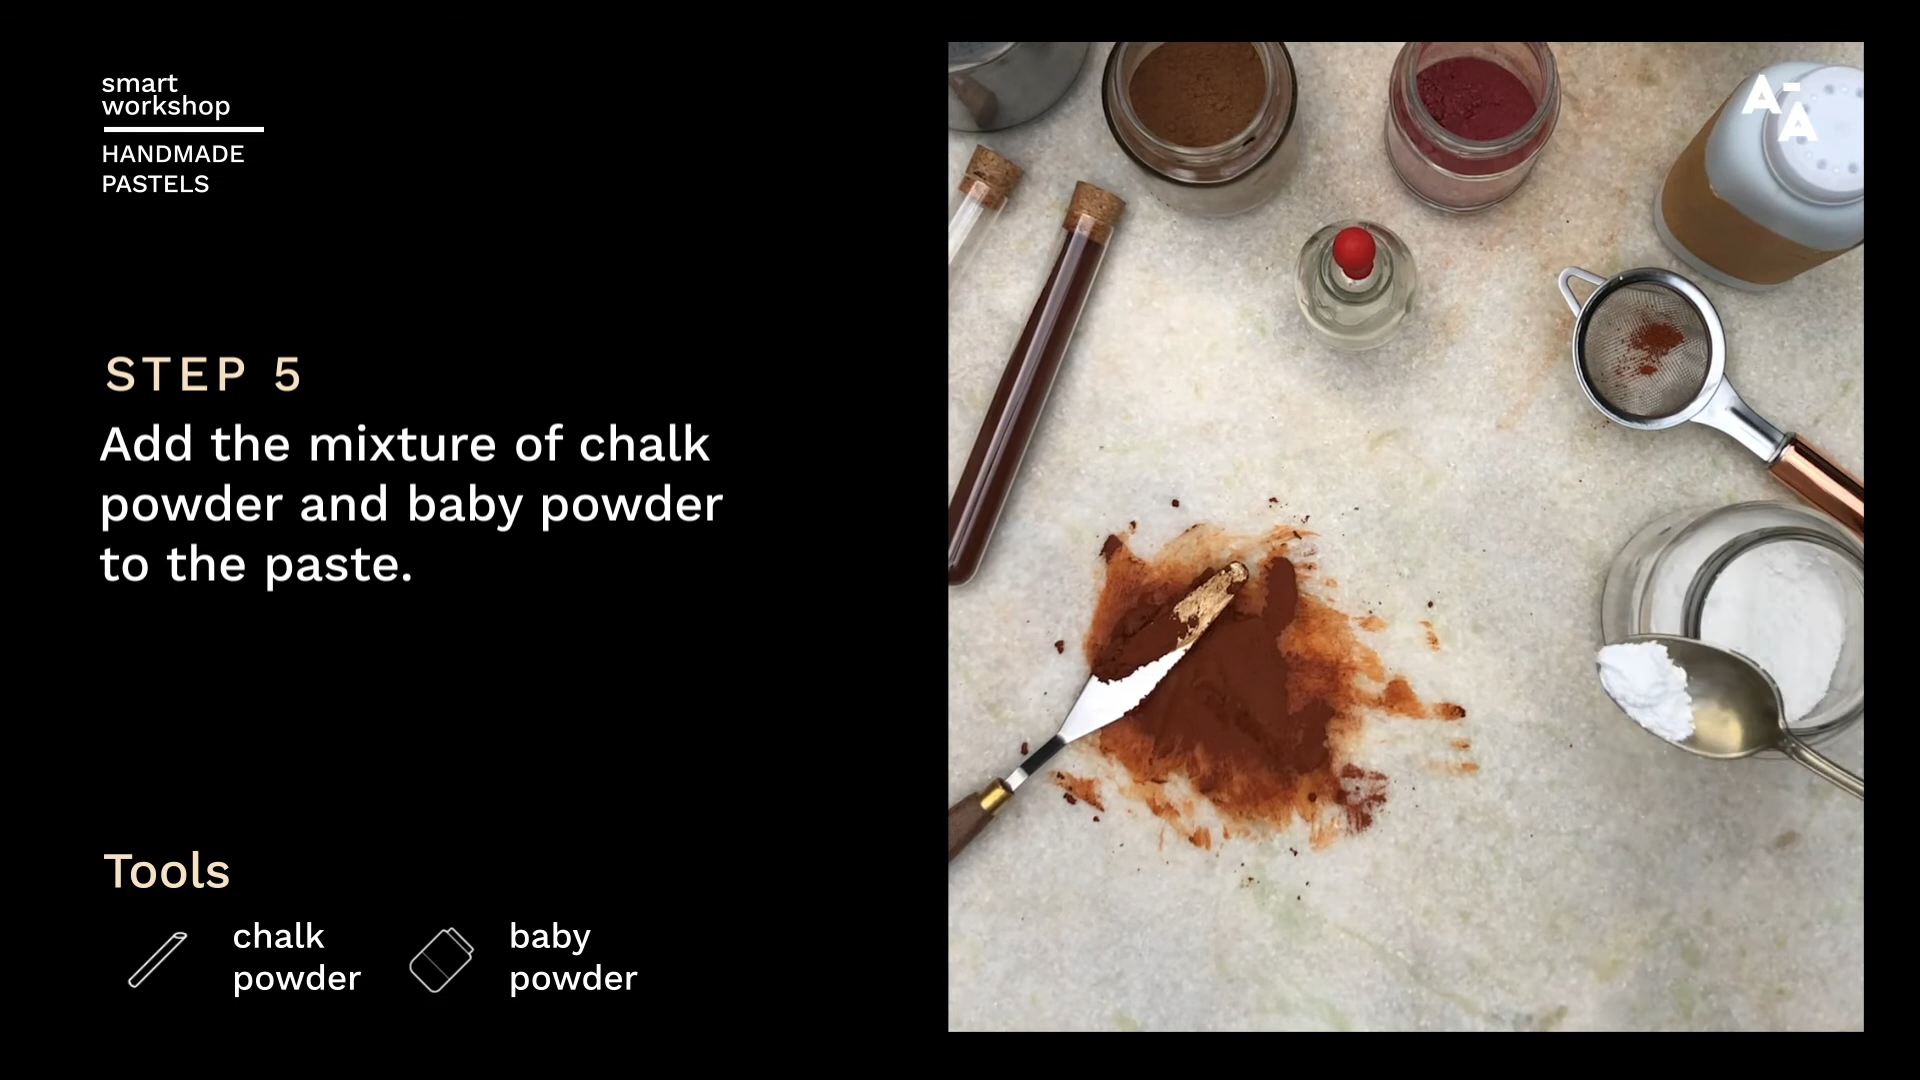 smart
workshop
HANDMADE
PASTELS
STEP 5
Add the mixture of chalk
powder and baby powder
to the paste.
Tools
chalk
powder
baby
powder
A-A